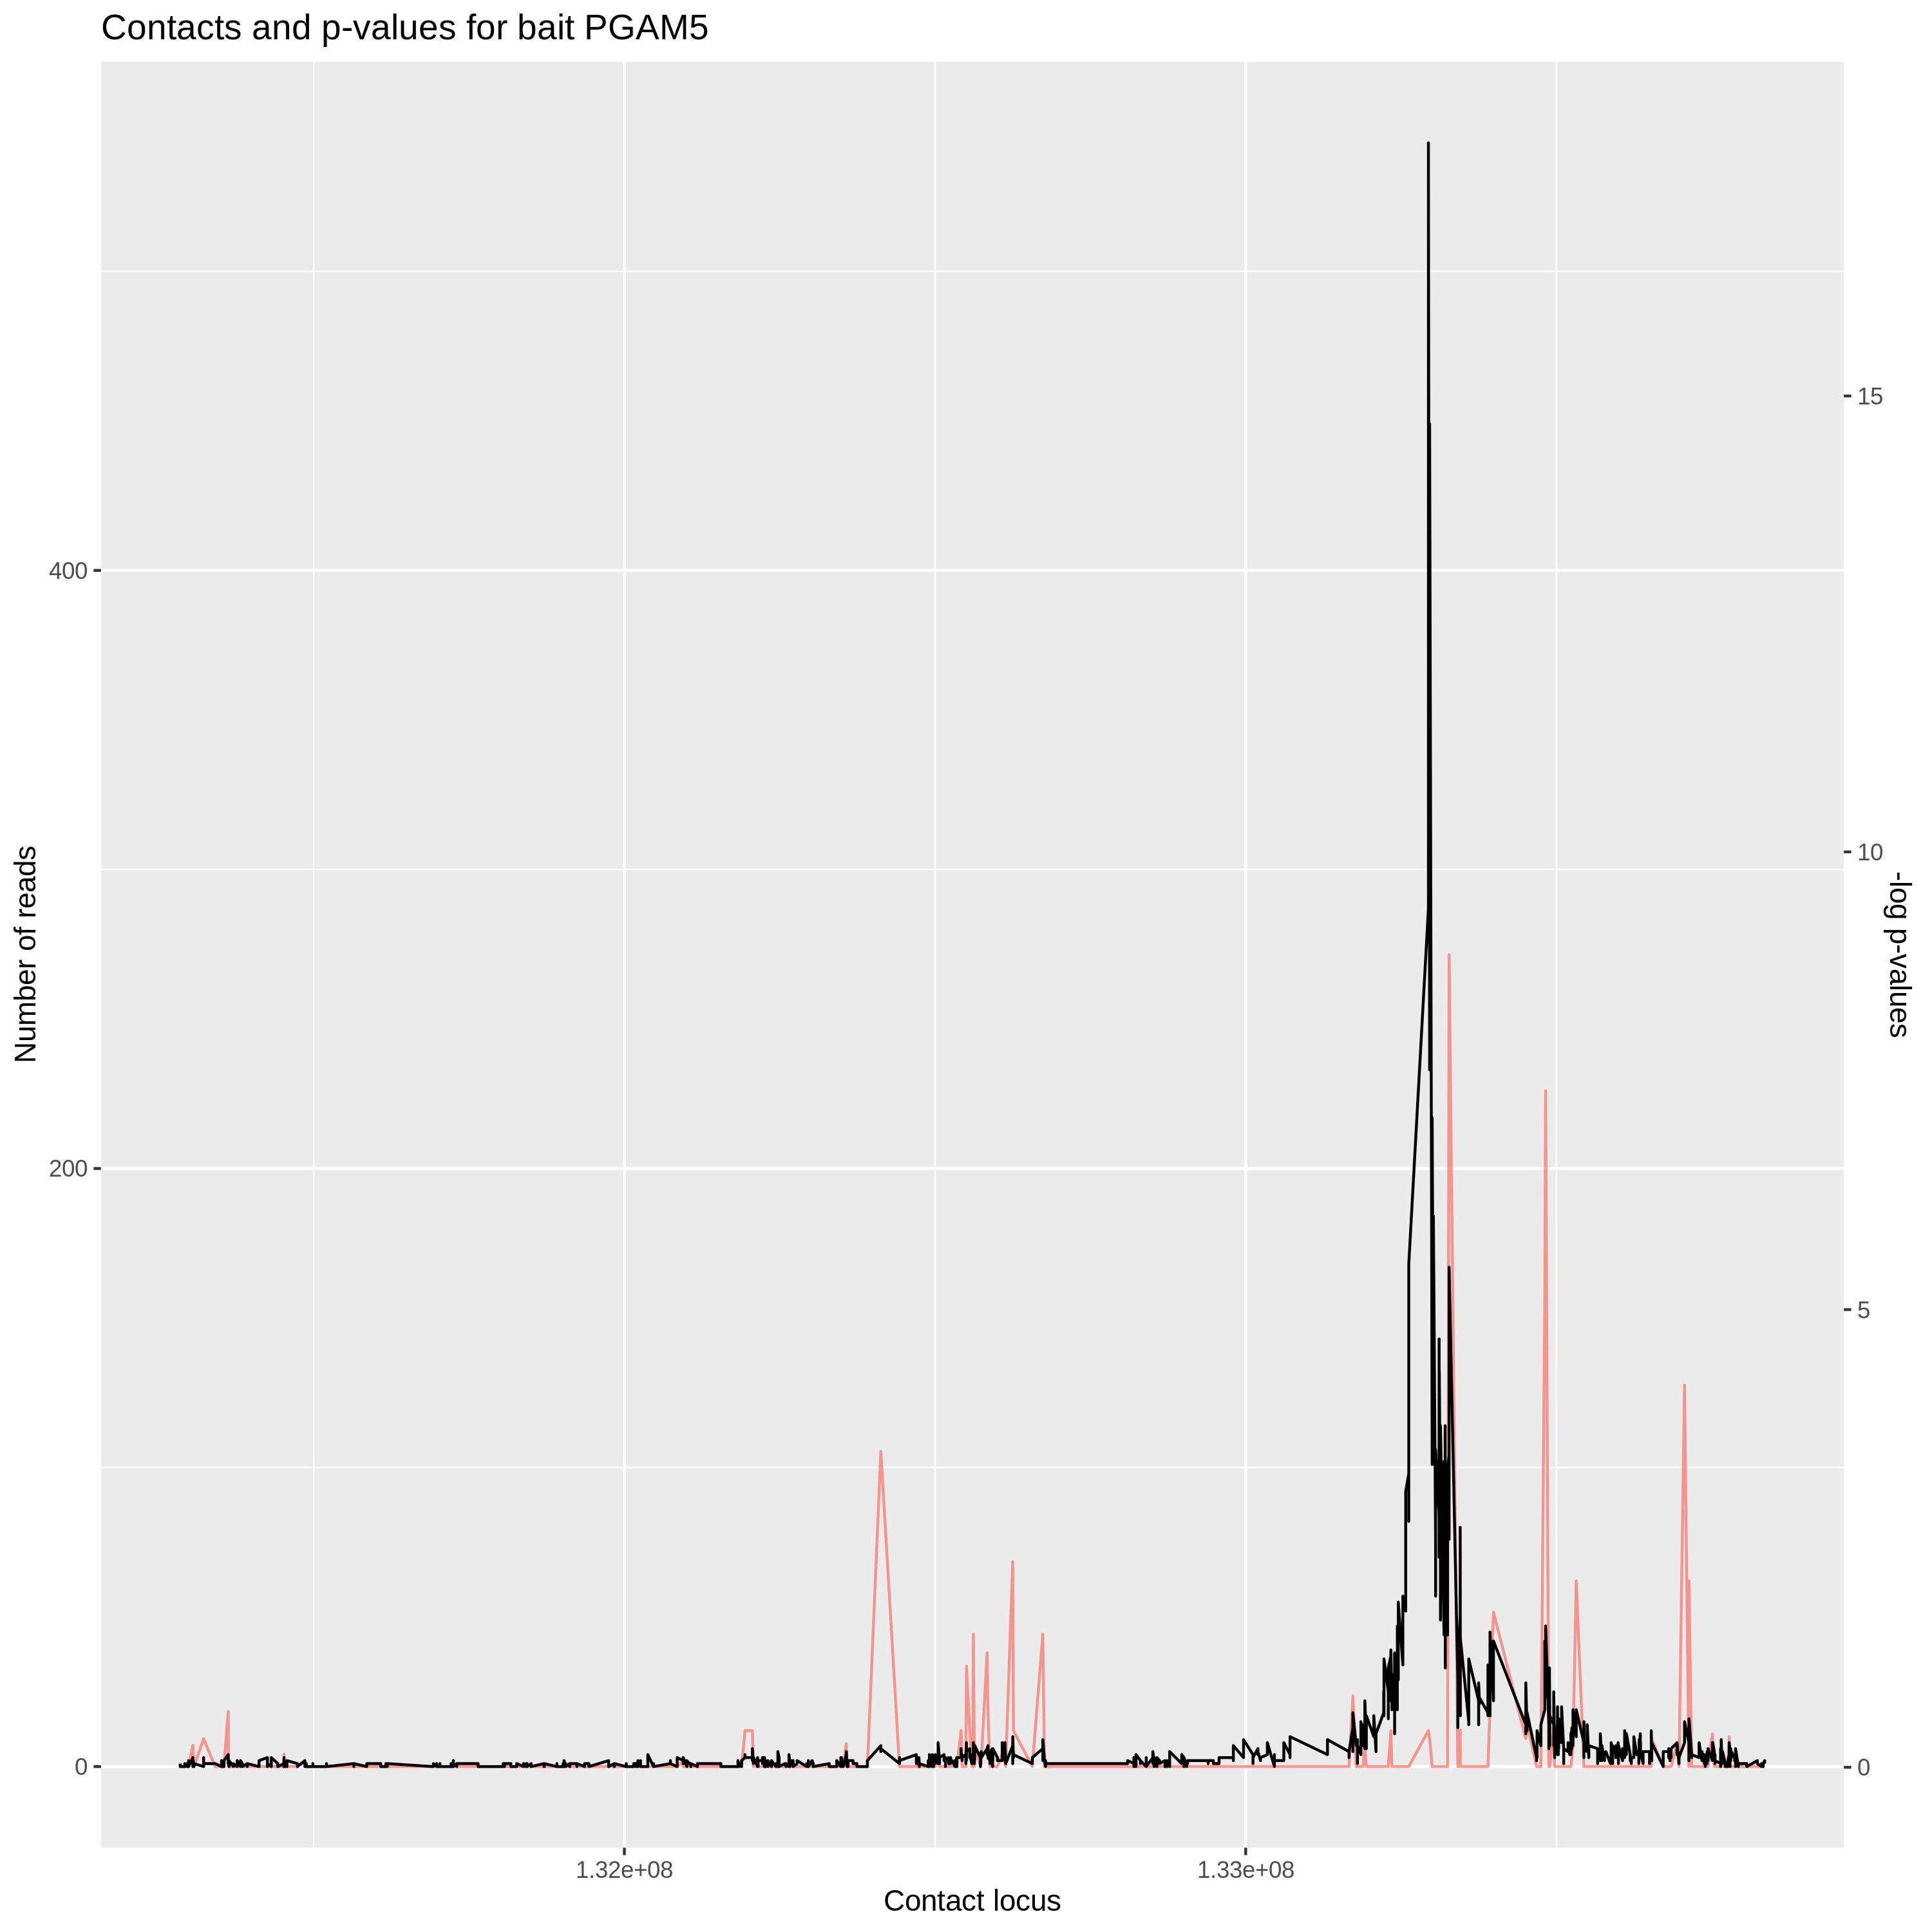 Contacts and p-values for bait PGAM5
Number of reads
400
200
0
15
10
5
0
-log p-values
1.32e+08
1.33e+08
Contact locus